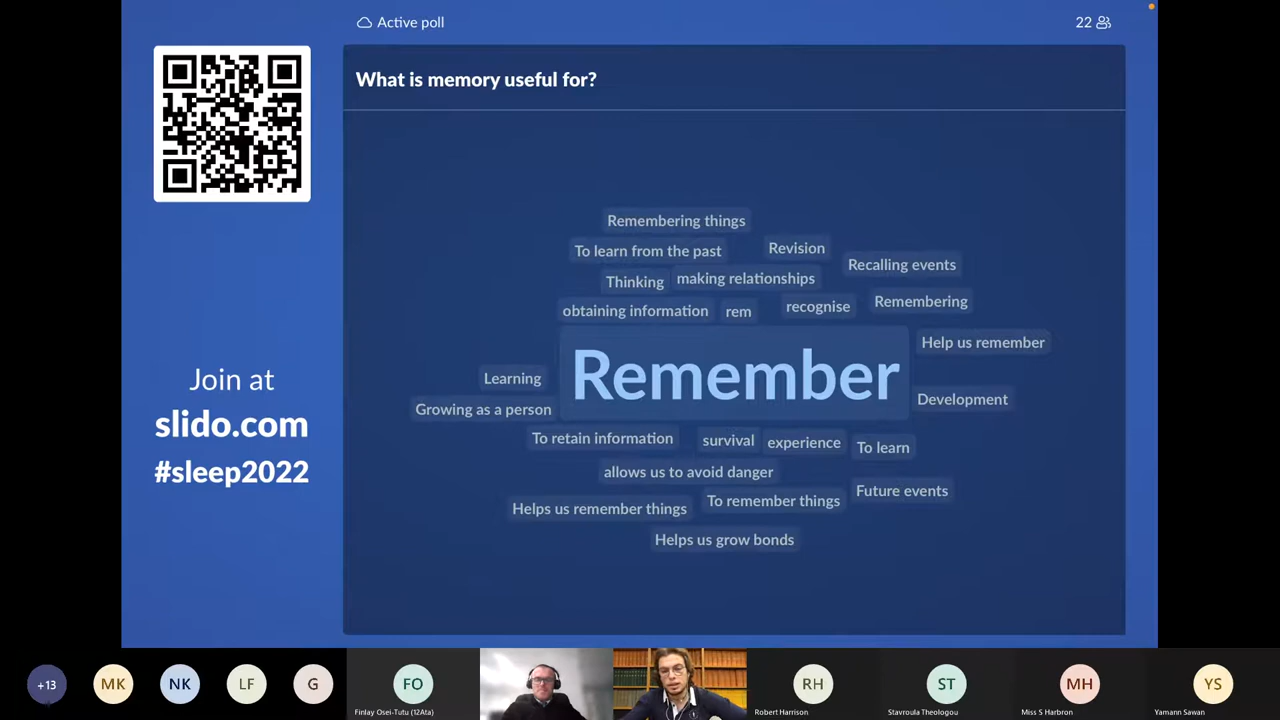 Active poll
22
What is memory useful for?
Join at
slido.com
#sleep2022
Remembering things
To learn from the past
Revision
Recalling events
Thinking
making relationships
obtaining information
rem
recognise
Remembering
Remember
Help us remember
Learning
Growing as a person
Development
To retain information
survival
experience
To learn
allows us to avoid danger
Future events
Helps us remember things
To remember things
Helps us grow bonds
+13
MK
NK
LF
G
FO
RH
ST
MH
YS
Finlay Osei-Tutu (12Ata)
Robert Harrison
Stavroula Theologou
Miss S Harbron
Yamann Sawan